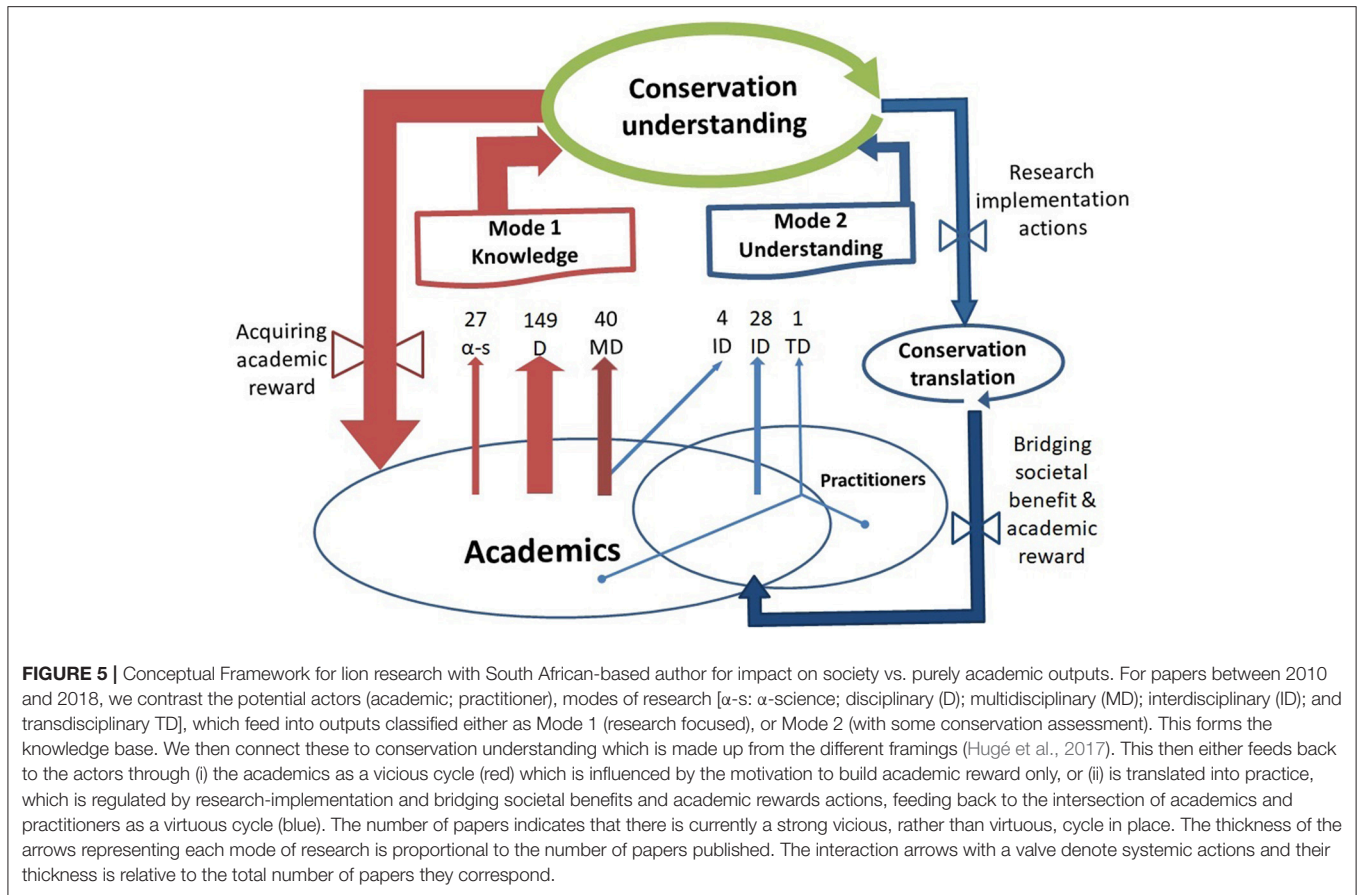 Conservation
understanding
Mode 1
Knowledge
Mode 2
Understanding
Research
implementation
actions
Acquiring
academic
reward
27
α-s
149
D
40
MD
4
ID
28
ID
1
TD
Conservation
translation
Practitioners
Academics
Bridging
societal
benefit &
academic
reward
FIGURE 5 | Conceptual Framework for lion research with South African-based author for impact on society vs. purely academic outputs. For papers between 2010
and 2018, we contrast the potential actors (academic; practitioner), modes of research [α-s: α-science; disciplinary (D); multidisciplinary (MD); interdisciplinary (ID); and
transdisciplinary TD], which feed into outputs classified either as Mode 1 (research focused), or Mode 2 (with some conservation assessment). This forms the
knowledge base. We then connect these to conservation understanding which is made up from the different framings (Hugé et al., 2017). This then either feeds back
to the actors through (i) the academics as a vicious cycle (red) which is influenced by the motivation to build academic reward only, or (ii) is translated into practice,
which is regulated by research-implementation and bridging societal benefits and academic rewards actions, feeding back to the intersection of academics and
practitioners as a virtuous cycle (blue). The number of papers indicates that there is currently a strong vicious, rather than virtuous, cycle in place. The thickness of the
arrows representing each mode of research is proportional to the number of papers published. The interaction arrows with a valve denote systemic actions and their
thickness is relative to the total number of papers they correspond.